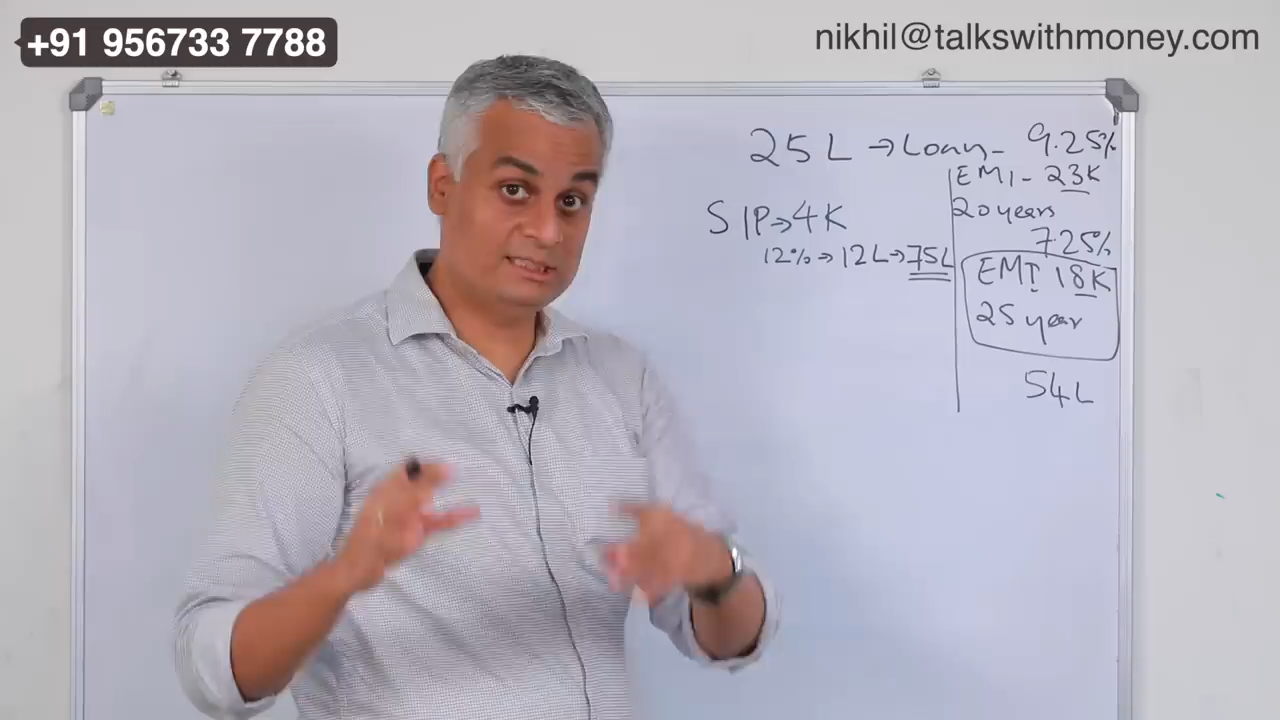 +91 956733 7788
nikhil@talkswithmoney.com
25 L → Loan - 9.25%
EMI - 23K
20 years
SIP → 4K
7.25%
12% → 12L → 75L
EMI 18K
25 year
54L